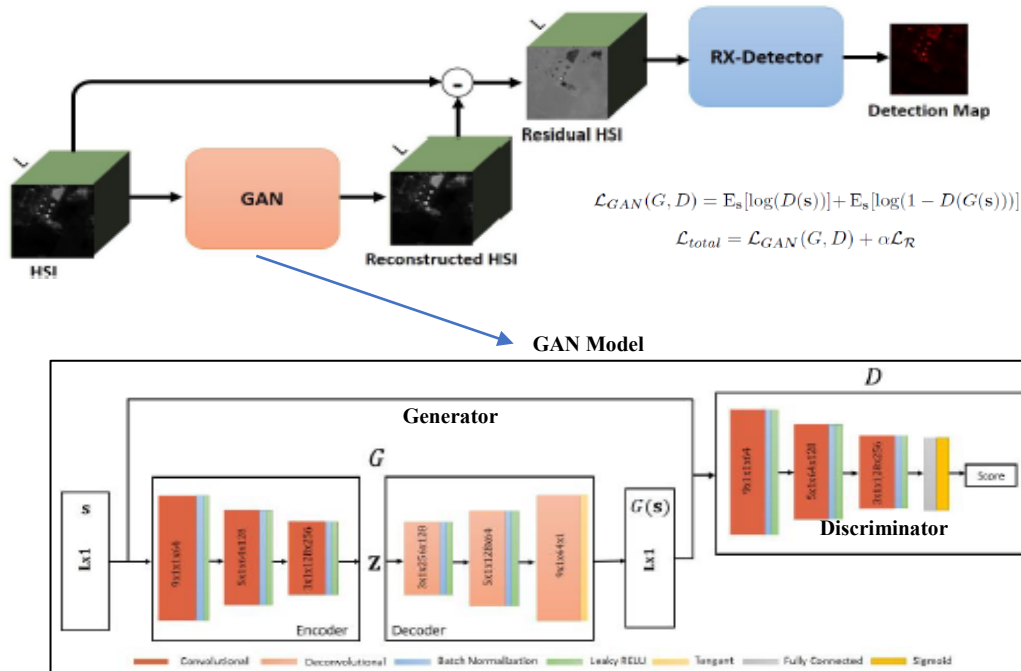 L
HSI
GAN
L
Reconstructed HSI
-
Residual HSI
RX-Detector
Detection Map
ℒ_GAN(G, D) = E_s[log(D(s))] + E_s[log(1 − D(G(s)))]
ℒ_total = ℒ_GAN(G, D) + αℒ_ℛ
GAN Model
Generator
G
s
Lx1
9x1x1x64
5x1x64x128
3x1x128x256
Encoder
Z
3x1x256x128
5x1x128x64
9x1x64x1
Decoder
G(s)
Lx1
D
9x1x1x64
5x1x64x128
3x1x128x256
Score
Discriminator
Convolutional
Deconvolutional
Batch Normalization
Leaky RELU
Tangent
Fully Connected
Sigmoid